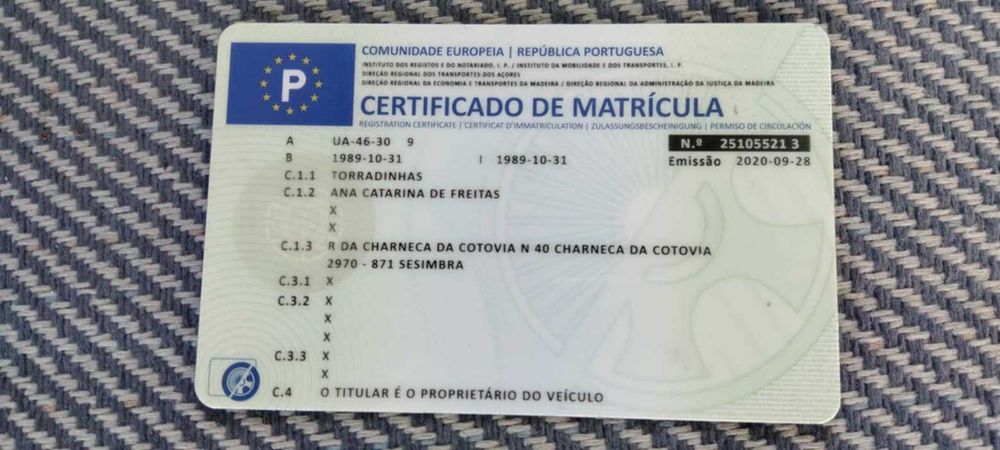 P
COMUNIDADE EUROPEIA | REPÚBLICA PORTUGUESA
INSTITUTO DOS REGISTOS E DO NOTARIADO, I. P. / INSTITUTO DA MOBILIDADE E DOS TRANSPORTES, I. P.
DIREÇÃO REGIONAL DOS TRANSPORTES DOS AÇORES
DIREÇÃO REGIONAL DA ECONOMIA E TRANSPORTES DA MADEIRA / DIREÇÃO REGIONAL DA ADMINISTRAÇÃO DA JUSTIÇA DA MADEIRA
CERTIFICADO DE MATRÍCULA
REGISTRATION CERTIFICATE | CERTIFICAT D'IMMATRICULATION | ZULASSUNGSBESCHEINIGUNG | PERMISO DE CIRCULACIÓN
A UA-46-30 9 N.º 25105521 3
B 1989-10-31 I 1989-10-31 Emissão 2020-09-28
C.1.1 TORRADINHAS
C.1.2 ANA CATARINA DE FREITAS
X
X
C.1.3 R DA CHARNECA DA COTOVIA N 40 CHARNECA DA COTOVIA
2970 - 871 SESIMBRA
C.3.1 X
C.3.2 X
X
X
C.3.3 X
X
C.4 O TITULAR É O PROPRIETÁRIO DO VEÍCULO